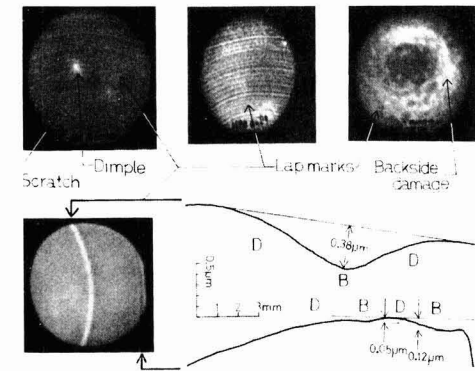 Dimple
Lap marks
Backside
damage
Scratch
0.38μm
D
D
B
0.5μm
1 2 3mm
D B D B
0.05μm
0.12μm